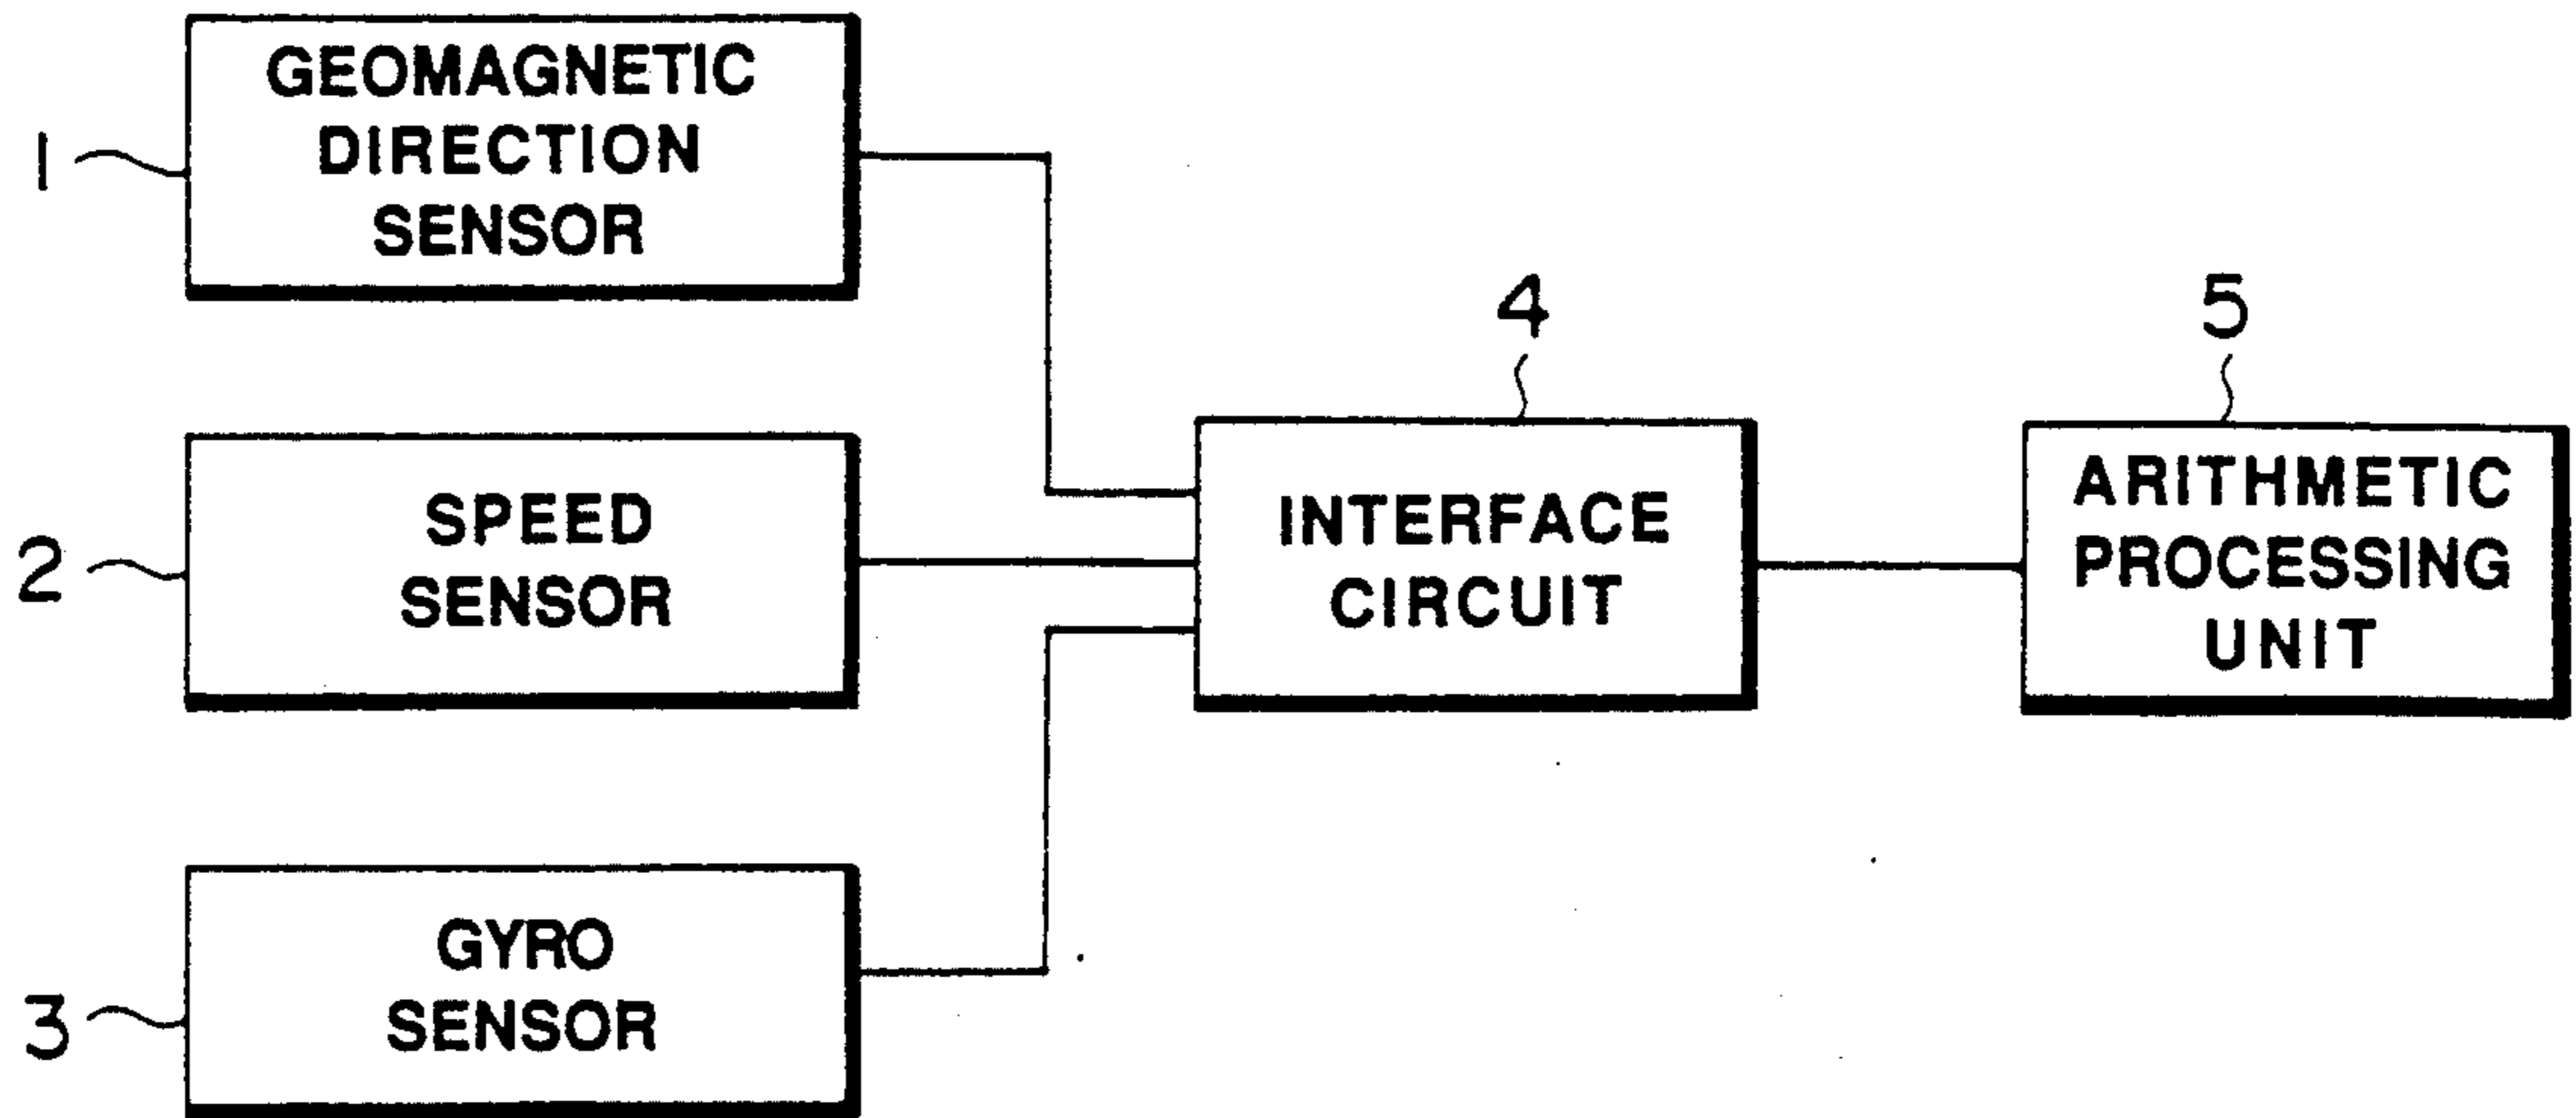 1
GEOMAGNETIC
DIRECTION
SENSOR
2
SPEED
SENSOR
3
GYRO
SENSOR
4
INTERFACE
CIRCUIT
5
ARITHMETIC
PROCESSING
UNIT